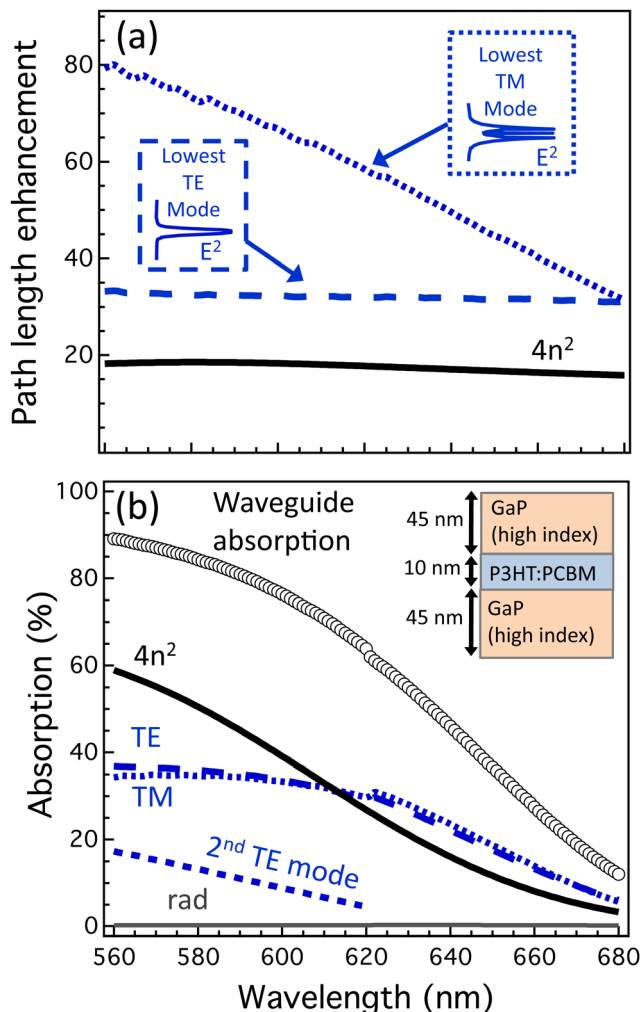 (a)
Path length enhancement
80
60
40
20
Lowest
TM
Mode
E²
Lowest
TE
Mode
E²
4n²
(b)
Absorption (%)
100
80
60
40
20
0
Waveguide
absorption
45 nm
10 nm
45 nm
GaP
(high index)
P3HT:PCBM
GaP
(high index)
4n²
TE
TM
2nd TE mode
rad
560
580
600
620
640
660
680
Wavelength (nm)